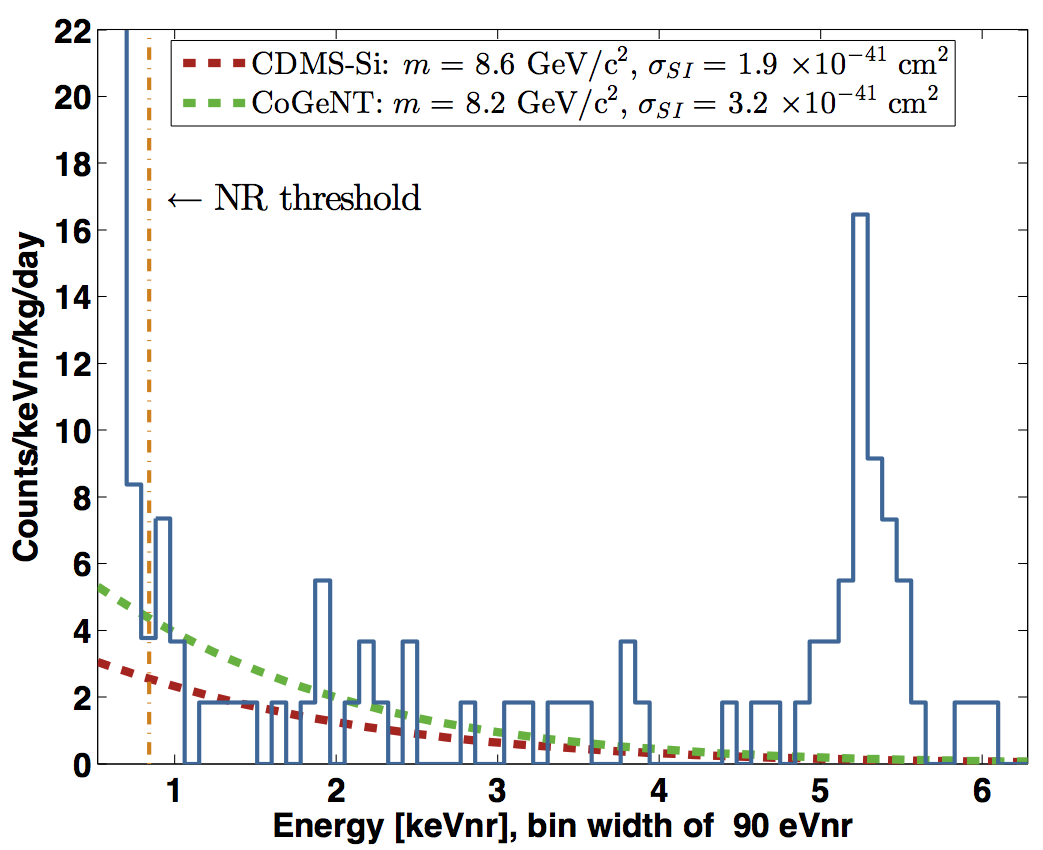 CDMS-Si: m = 8.6 GeV/c², σSI = 1.9 ×10⁻⁴¹ cm²
CoGeNT: m = 8.2 GeV/c², σSI = 3.2 ×10⁻⁴¹ cm²
← NR threshold
Counts/keVnr/kg/day
22
20
18
16
14
12
10
8
6
4
2
0
1 2 3 4 5 6
Energy [keVnr], bin width of 90 eVnr